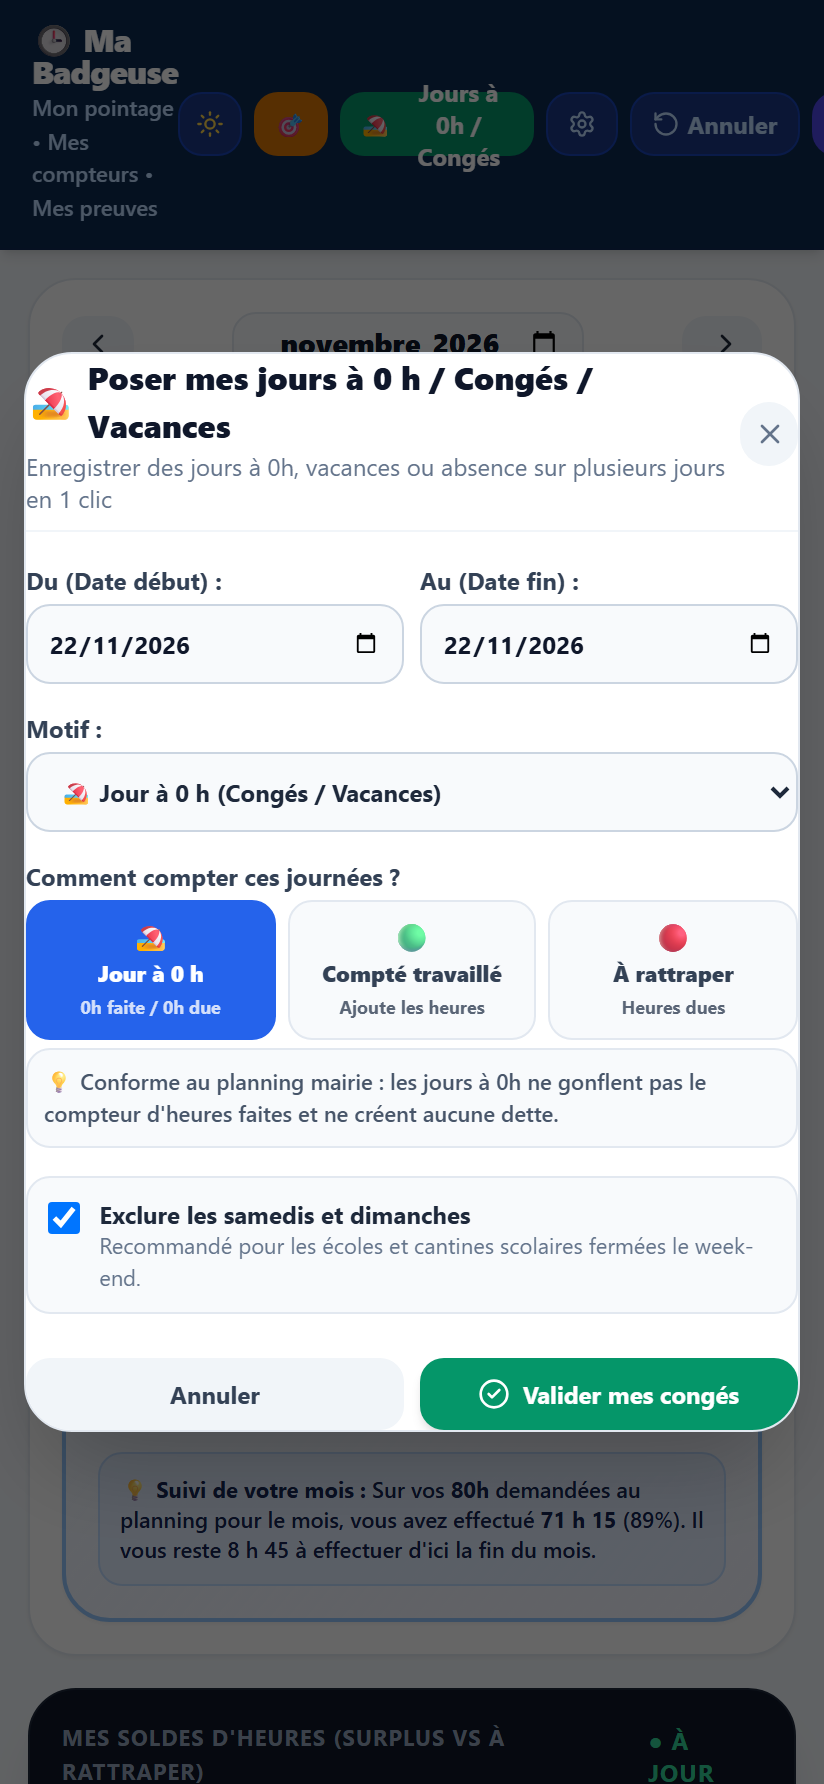 Ma
Badgeuse
Mon pointage
• Mes
compteurs •
Mes preuves
Jours à
0h /
Congés
Annuler
novembre 2026
Poser mes jours à 0 h / Congés /
Vacances
Enregistrer des jours à 0h, vacances ou absence sur plusieurs jours
en 1 clic
Du (Date début) :
Au (Date fin) :
22/11/2026
22/11/2026
Motif :
Jour à 0 h (Congés / Vacances)
Comment compter ces journées ?
Jour à 0 h
0h faite / 0h due
Compté travaillé
Ajoute les heures
À rattraper
Heures dues
Conforme au planning mairie : les jours à 0h ne gonflent pas le
compteur d'heures faites et ne créent aucune dette.
Exclure les samedis et dimanches
Recommandé pour les écoles et cantines scolaires fermées le week-
end.
Annuler
Valider mes congés
Suivi de votre mois : Sur vos 80h demandées au
planning pour le mois, vous avez effectué 71 h 15 (89%). Il
vous reste 8 h 45 à effectuer d'ici la fin du mois.
MES SOLDES D'HEURES (SURPLUS VS À
RATTRAPER)
• À
JOUR